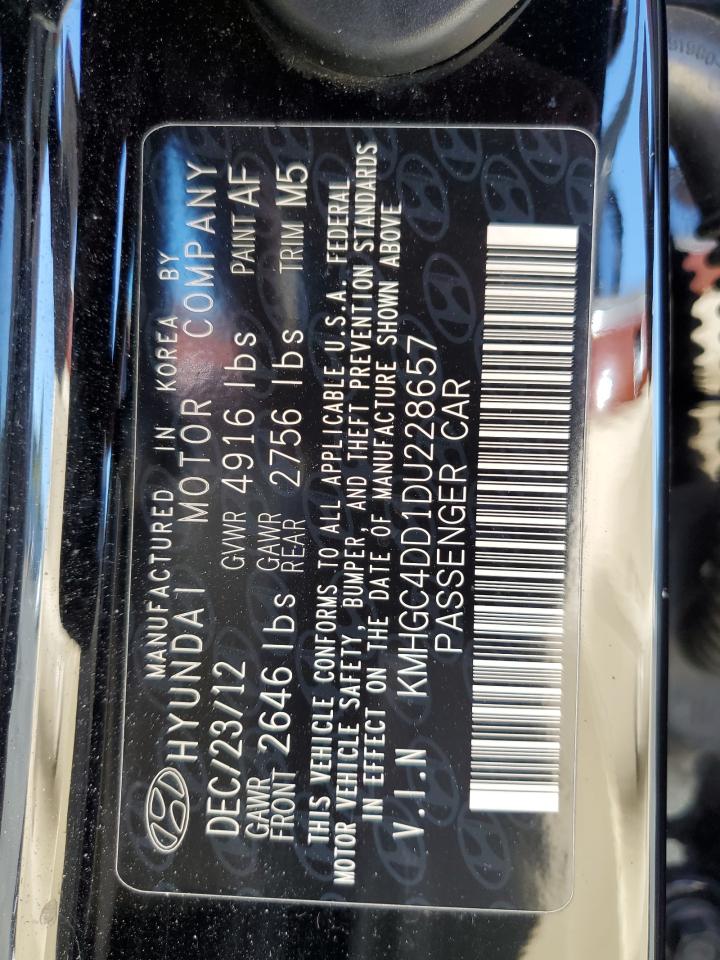 MANUFACTURED IN KOREA BY
HYUNDAI MOTOR COMPANY
DEC/23/12 GVWR 4916 lbs PAINT AF
GAWR FRONT 2646 lbs GAWR REAR 2756 lbs TRIM M5
THIS VEHICLE CONFORMS TO ALL APPLICABLE U.S.A. FEDERAL
MOTOR VEHICLE SAFETY, BUMPER, AND THEFT PREVENTION STANDARDS
IN EFFECT ON THE DATE OF MANUFACTURE SHOWN ABOVE
V.I.N KMHGC4DD1DU228657
PASSENGER CAR